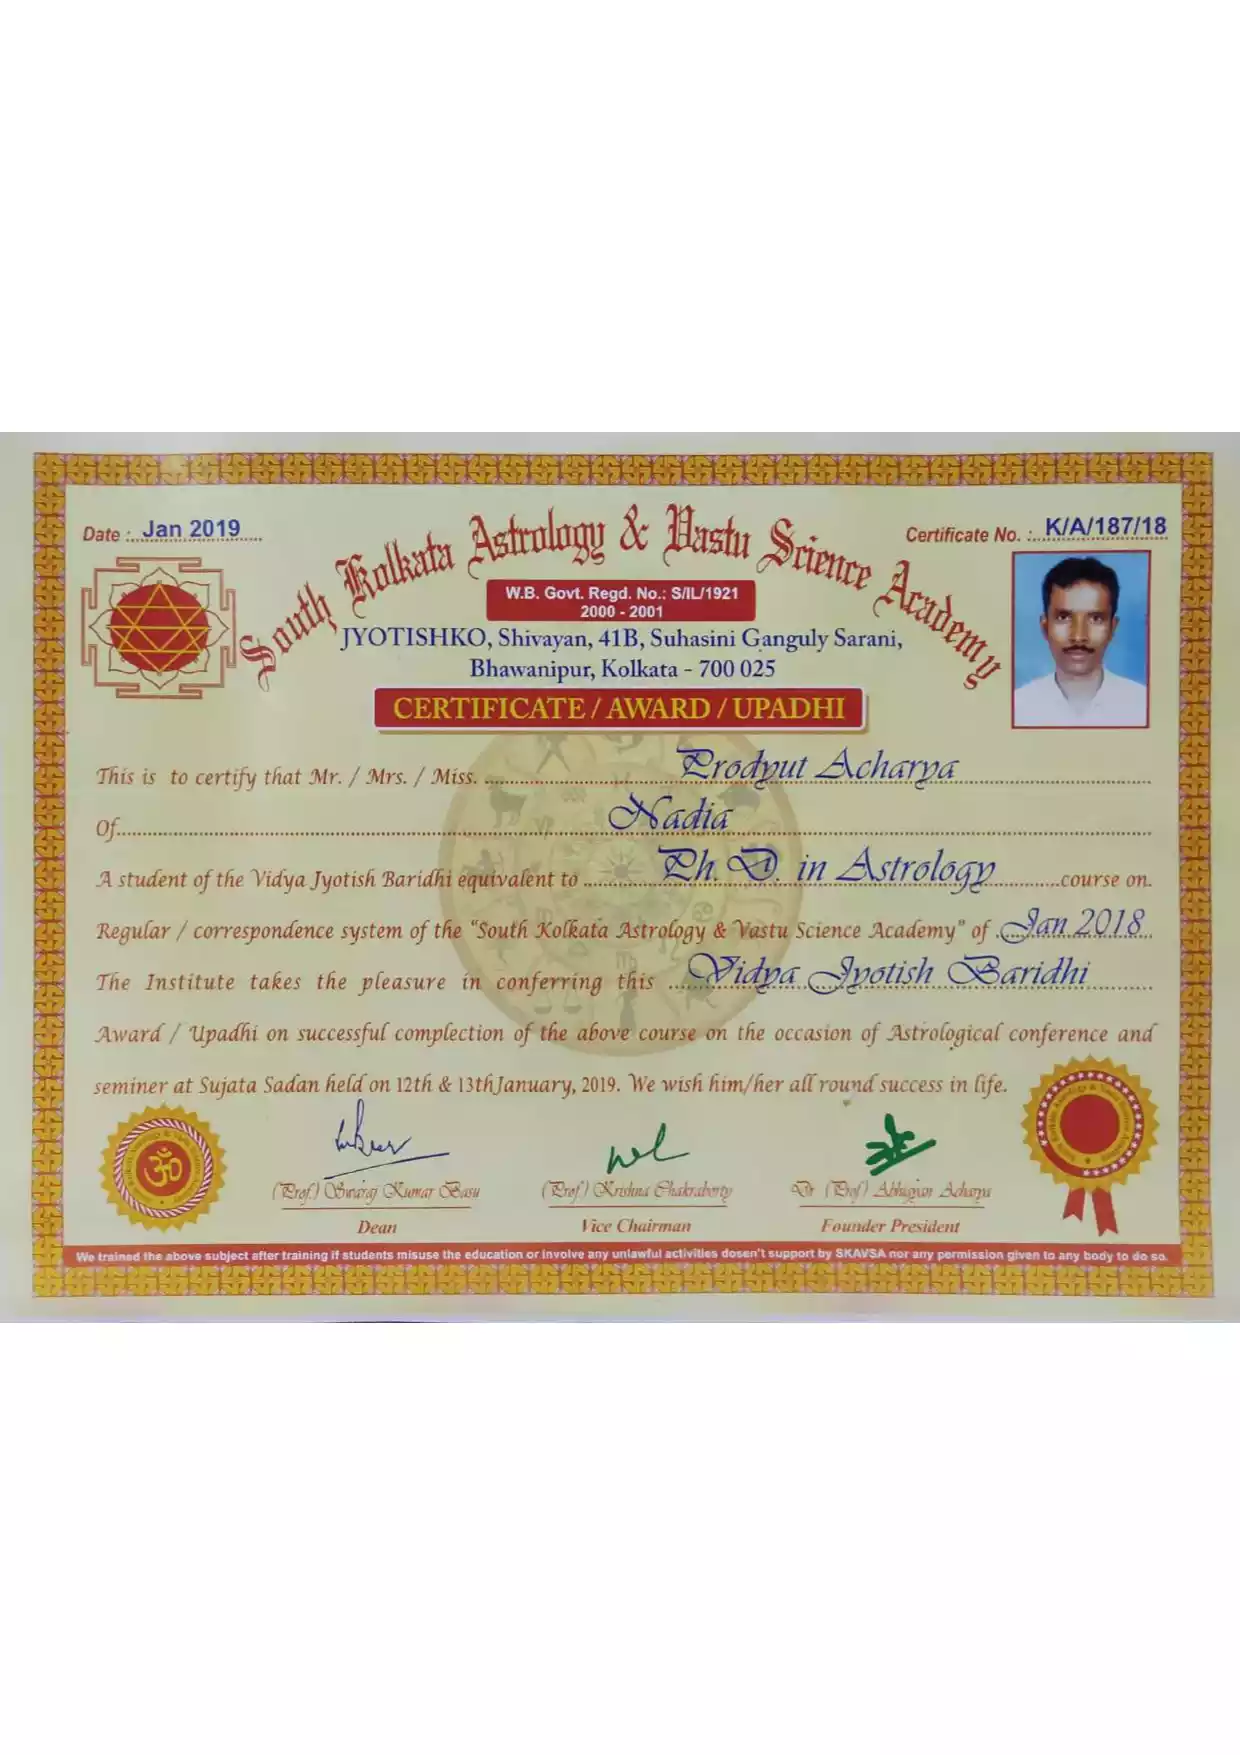 South Kolkata Astrology & Vastu Science Academy
Date : Jan 2019
Certificate No. : K/A/187/18
W.B. Govt. Regd. No.: S/IL/1921
2000 - 2001
JYOTISHKO, Shivayan, 41B, Suhasini Ganguly Sarani,
Bhawanipur, Kolkata - 700 025
CERTIFICATE / AWARD / UPADHI
This is to certify that Mr. / Mrs. / Miss. Prodyut Acharya
Of Nadia
A student of the Vidya Jyotish Baridhi equivalent to Ph. D. in Astrology course on
Regular / correspondence system of the "South Kolkata Astrology & Vastu Science Academy" of Jan 2018
The Institute takes the pleasure in conferring this Vidya Jyotish Baridhi
Award / Upadhi on successful complection of the above course on the occasion of Astrological conference and
seminer at Sujata Sadan held on 12th & 13th January, 2019. We wish him/her all round success in life.
(Prof.) Swaraj Kumar Basu
Dean
(Prof.) Krishna Chakraborty
Vice Chairman
Dr. (Prof.) Abhigyan Acharya
Founder President
We trained the above subject after training if students misuse the education or involve any unlawful activities dosen't support by SKAVSA nor any permission given to any body to do so.